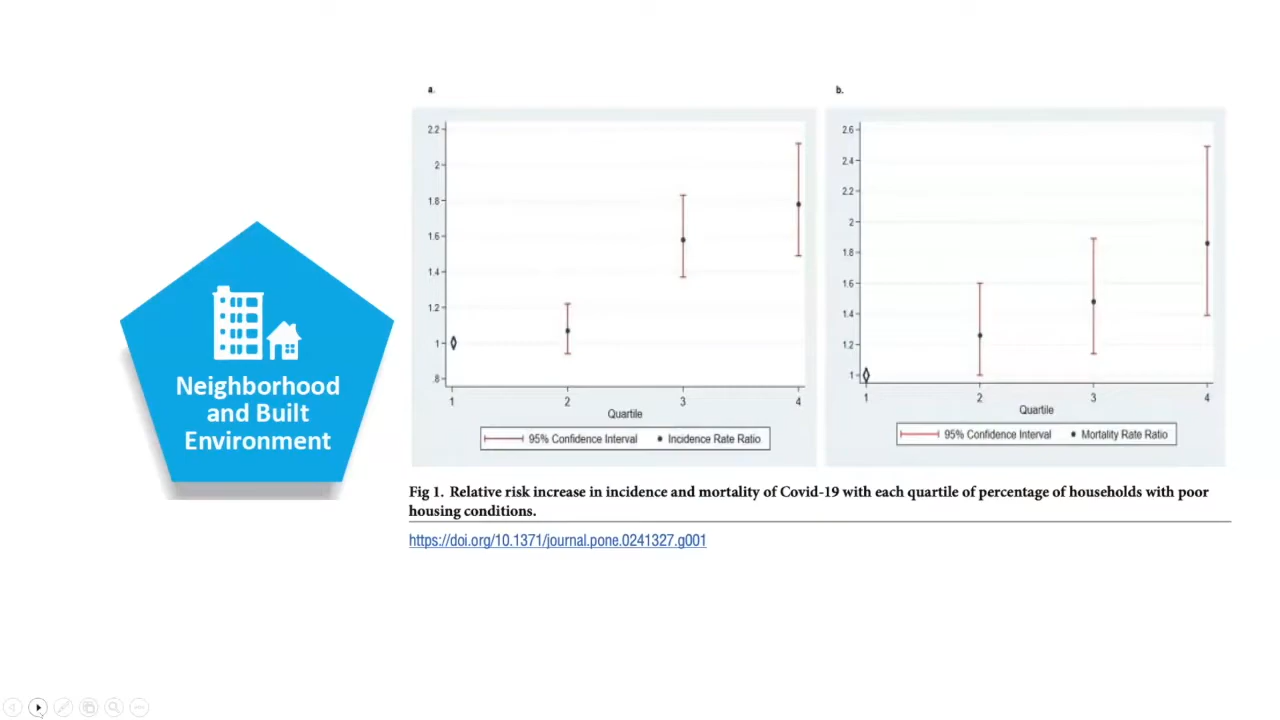 Neighborhood
and Built
Environment
a.
2.2
2
1.8
1.6
1.4
1.2
1
.8
1 2 3 4
Quartile
95% Confidence Interval Incidence Rate Ratio
b.
2.6
2.4
2.2
2
1.8
1.6
1.4
1.2
1
1 2 3 4
Quartile
95% Confidence Interval Mortality Rate Ratio
Fig 1. Relative risk increase in incidence and mortality of Covid-19 with each quartile of percentage of households with poor
housing conditions.
https://doi.org/10.1371/journal.pone.0241327.g001